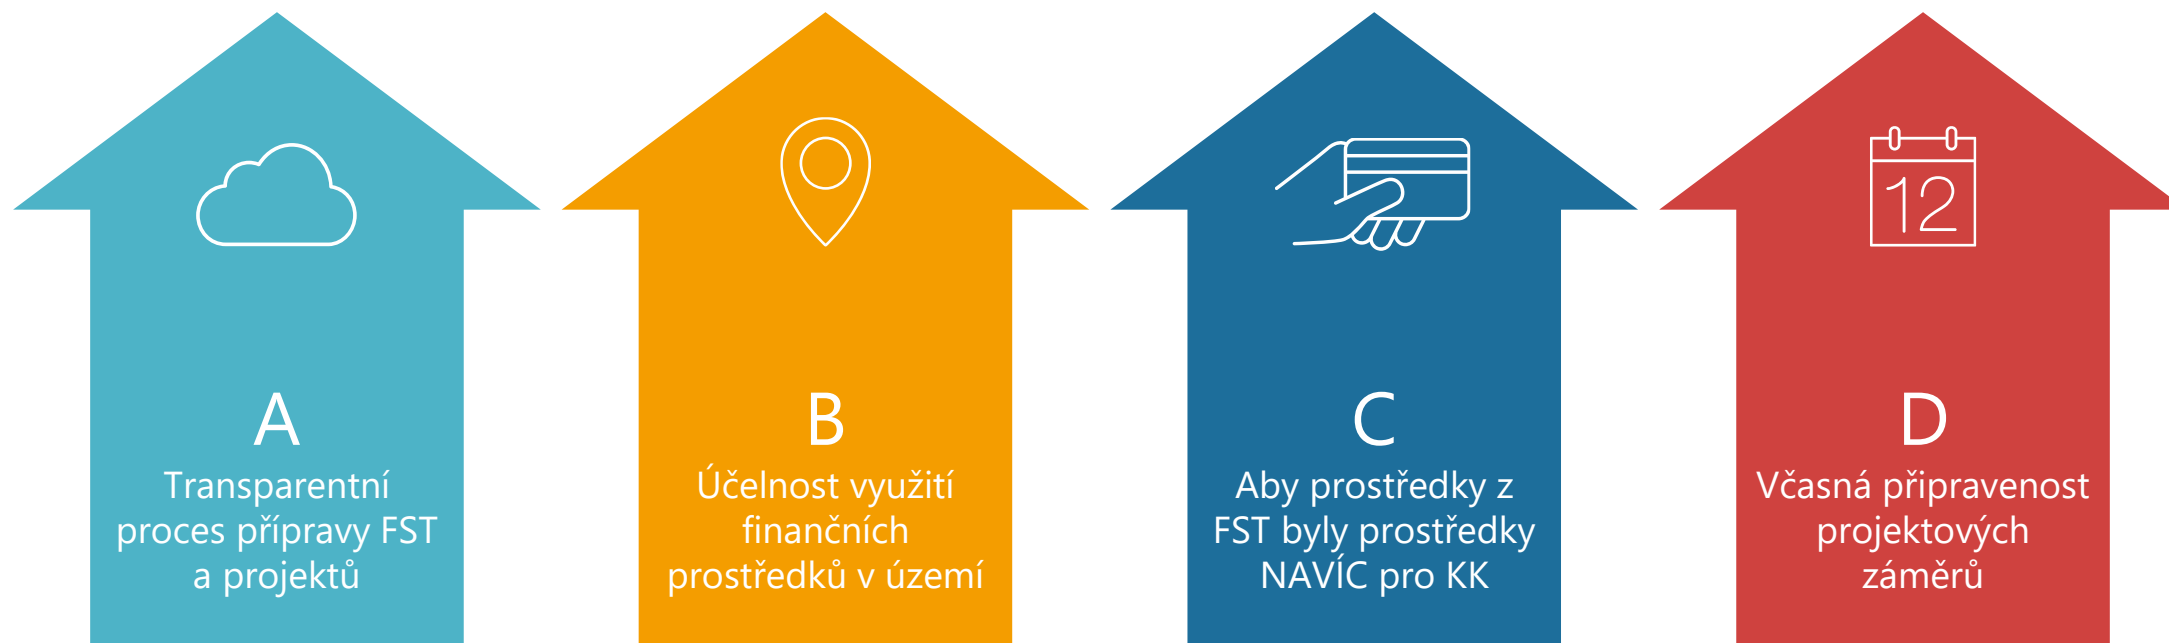 A
Transparentní
proces přípravy FST
a projektů
B
Účelnost využití
finančních
prostředků v území
C
Aby prostředky z
FST byly prostředky
NAVÍC pro KK
12
D
Včasná připravenost
projektových
záměrů